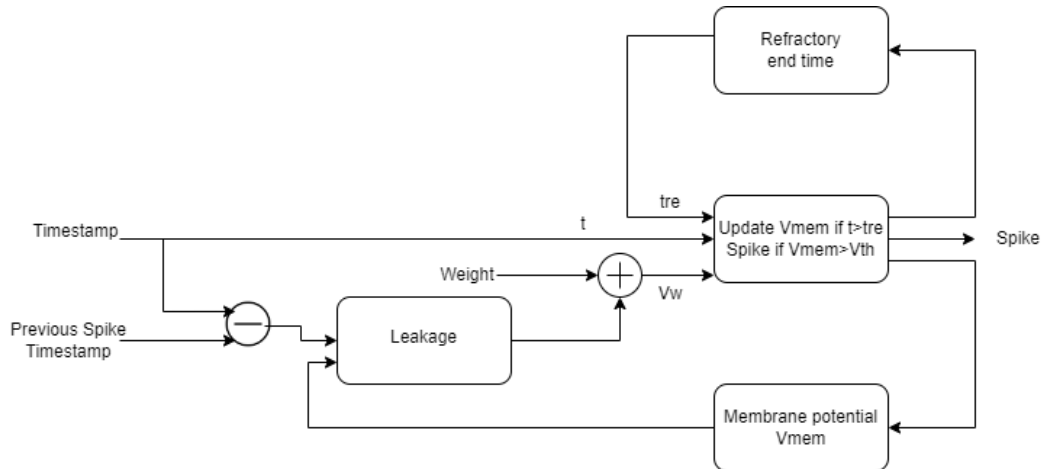 Refractory
end time
tre
Timestamp
t
Update Vmem if t>tre
Spike if Vmem>Vth
Spike
Weight
Vw
Previous Spike
Timestamp
Leakage
Membrane potential
Vmem